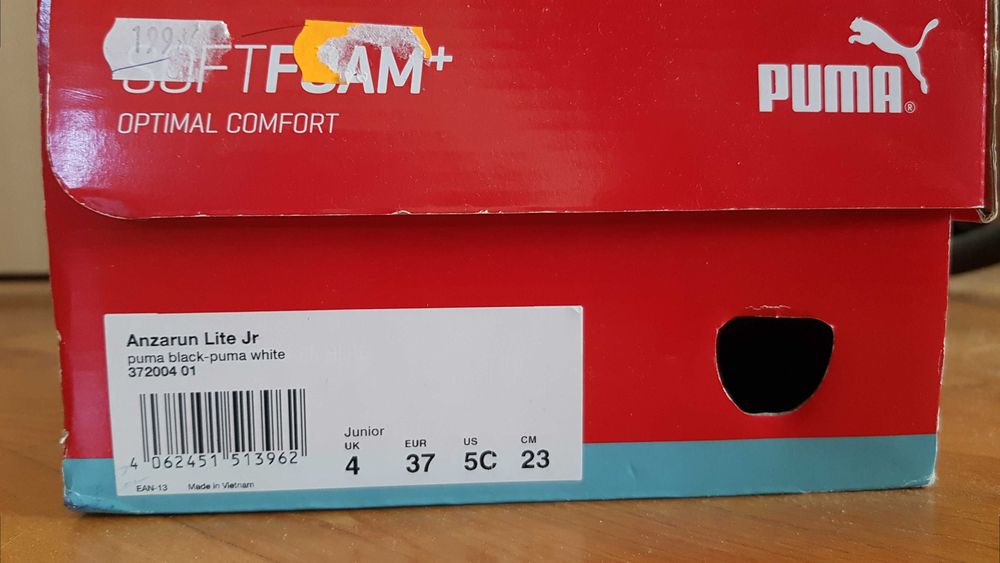 199
SOFTFOAM+
OPTIMAL COMFORT
PUMA®
Anzarun Lite Jr
puma black-puma white
372004 01
4 062451 513962
EAN-13 Made in Vietnam
Junior
UK EUR US CM
4 37 5C 23